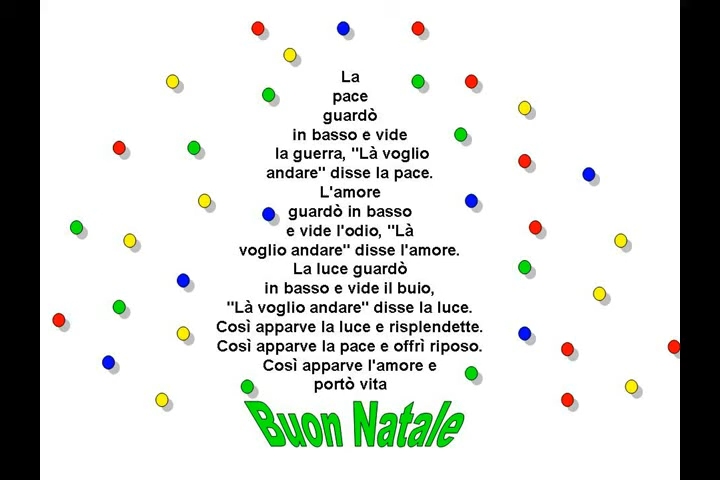 La
pace
guardò
in basso e vide
la guerra, "Là voglio
andare" disse la pace.
L'amore
guardò in basso
e vide l'odio, "Là
voglio andare" disse l'amore.
La luce guardò
in basso e vide il buio,
"Là voglio andare" disse la luce.
Così apparve la luce e risplendette.
Così apparve la pace e offrì riposo.
Così apparve l'amore e
portò vita
Buon Natale